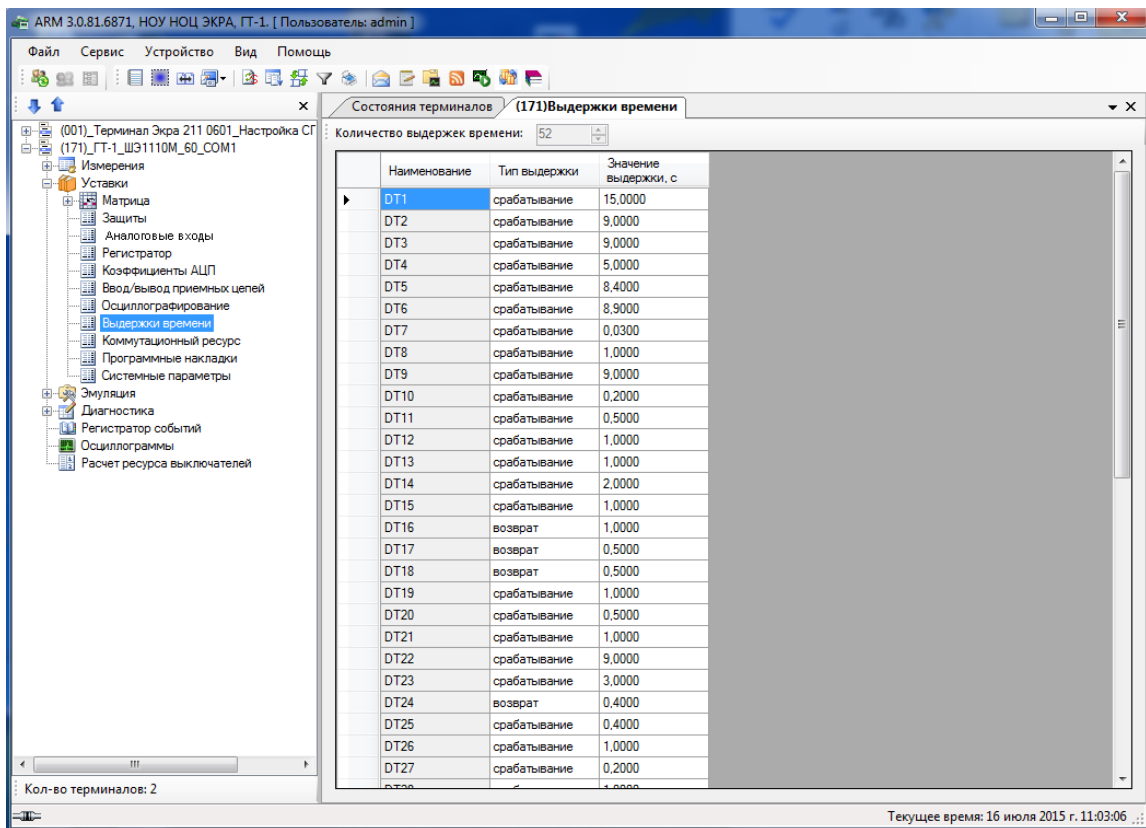 ARM 3.0.81.6871, НОУ НОЦ ЭКРА, ГТ-1. [ Пользователь: admin ]
Файл Сервис Устройство Вид Помощь
Состояния терминалов (171)Выдержки времени
(001)_Терминал Экра 211 0601_Настройка СГ
(171)_ГТ-1_ШЭ1110М_60_COM1
Измерения
Уставки
Матрица
Защиты
Аналоговые входы
Регистратор
Коэффициенты АЦП
Ввод/вывод приемных цепей
Осциллографирование
Выдержки времени
Коммутационный ресурс
Программные накладки
Системные параметры
Эмуляция
Диагностика
Регистратор событий
Осциллограммы
Расчет ресурса выключателей
Кол-во терминалов: 2
Количество выдержек времени: 52
Наименование Тип выдержки Значение выдержки, с
DT1 срабатывание 15,0000
DT2 срабатывание 9,0000
DT3 срабатывание 9,0000
DT4 срабатывание 5,0000
DT5 срабатывание 8,4000
DT6 срабатывание 8,9000
DT7 срабатывание 0,0300
DT8 срабатывание 1,0000
DT9 срабатывание 9,0000
DT10 срабатывание 0,2000
DT11 срабатывание 0,5000
DT12 срабатывание 1,0000
DT13 срабатывание 1,0000
DT14 срабатывание 2,0000
DT15 срабатывание 1,0000
DT16 возврат 1,0000
DT17 возврат 0,5000
DT18 возврат 0,5000
DT19 срабатывание 1,0000
DT20 срабатывание 0,5000
DT21 срабатывание 1,0000
DT22 срабатывание 9,0000
DT23 срабатывание 3,0000
DT24 возврат 0,4000
DT25 срабатывание 0,4000
DT26 срабатывание 1,0000
DT27 срабатывание 0,2000
Текущее время: 16 июля 2015 г. 11:03:06